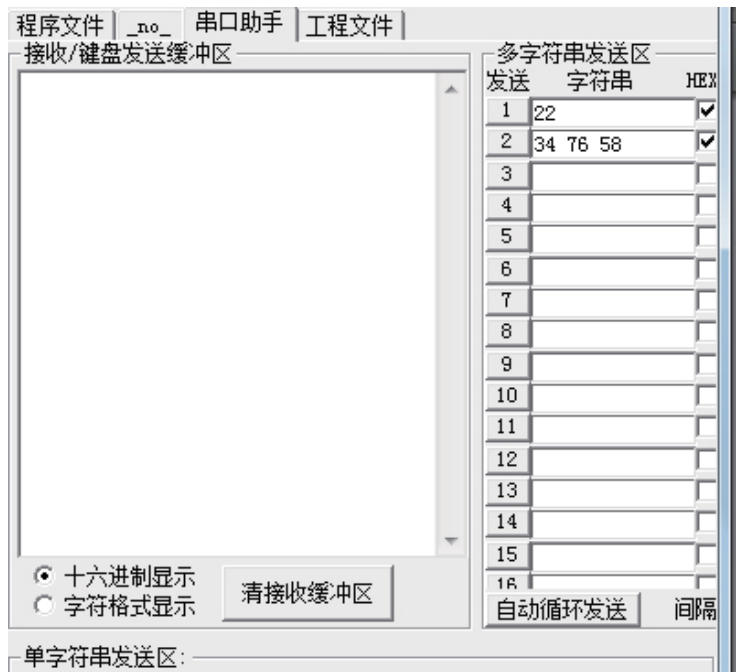 程序文件 _no_ 串口助手 工程文件
接收/键盘发送缓冲区
多字符串发送区
发送 字符串 HEX
1 22
2 34 76 58
3
4
5
6
7
8
9
10
11
12
13
14
15
16
十六进制显示
字符格式显示
清接收缓冲区
自动循环发送 间隔
单字符串发送区: